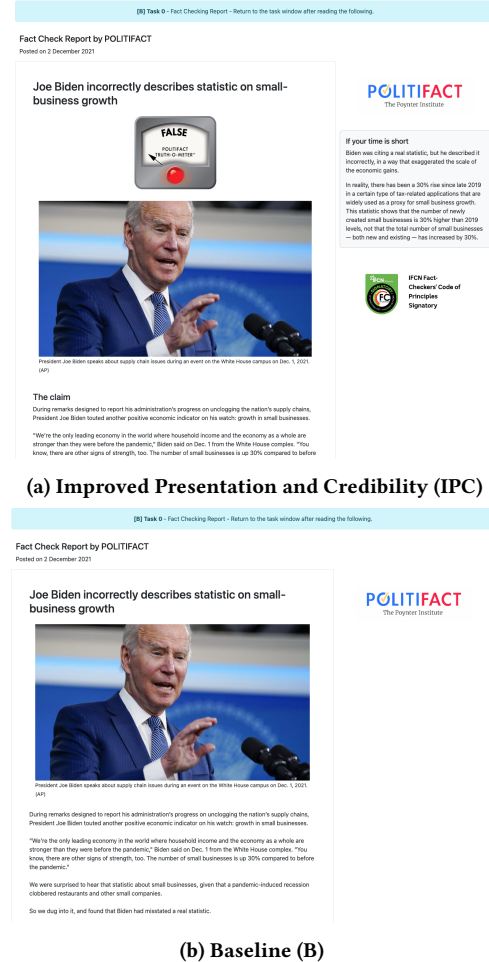 [B] Task 0 - Fact Checking Report - Return to the task window after reading the following.
Fact Check Report by POLITIFACT
Posted on 2 December 2021
Joe Biden incorrectly describes statistic on small-
business growth
FALSE
POLITIFACT
TRUTH-O-METER™
President Joe Biden speaks about supply chain issues during an event on the White House campus on Dec. 1, 2021.
(AP)
The claim
During remarks designed to report his administration's progress on unclogging the nation's supply chains,
President Joe Biden touted another positive economic indicator on his watch: growth in small businesses.
"We're the only leading economy in the world where household income and the economy as a whole are
stronger than they were before the pandemic," Biden said on Dec. 1 from the White House complex. "You
know, there are other signs of strength, too. The number of small businesses is up 30% compared to before
POLITIFACT
The Poynter Institute
If your time is short
Biden was citing a real statistic, but he described it
incorrectly, in a way that exaggerated the scale of
the economic gains.
In reality, there has been a 30% rise since late 2019
in a certain type of tax-related applications that are
widely used as a proxy for small business growth.
This statistic shows that the number of newly
created small businesses is 30% higher than 2019
levels, not that the total number of small businesses
— both new and existing — has increased by 30%.
IFCN
FC
IFCN Fact-
Checkers' Code of
Principles
Signatory
(a) Improved Presentation and Credibility (IPC)
[B] Task 0 - Fact Checking Report - Return to the task window after reading the following.
Fact Check Report by POLITIFACT
Posted on 2 December 2021
Joe Biden incorrectly describes statistic on small-
business growth
President Joe Biden speaks about supply chain issues during an event on the White House campus on Dec. 1, 2021.
(AP)
During remarks designed to report his administration's progress on unclogging the nation's supply chains,
President Joe Biden touted another positive economic indicator on his watch: growth in small businesses.
"We're the only leading economy in the world where household income and the economy as a whole are
stronger than they were before the pandemic," Biden said on Dec. 1 from the White House complex. "You
know, there are other signs of strength, too. The number of small businesses is up 30% compared to before
the pandemic."
We were surprised to hear that statistic about small businesses, given that a pandemic-induced recession
clobbered restaurants and other small companies.
So we dug into it, and found that Biden had misstated a real statistic.
POLITIFACT
The Poynter Institute
(b) Baseline (B)